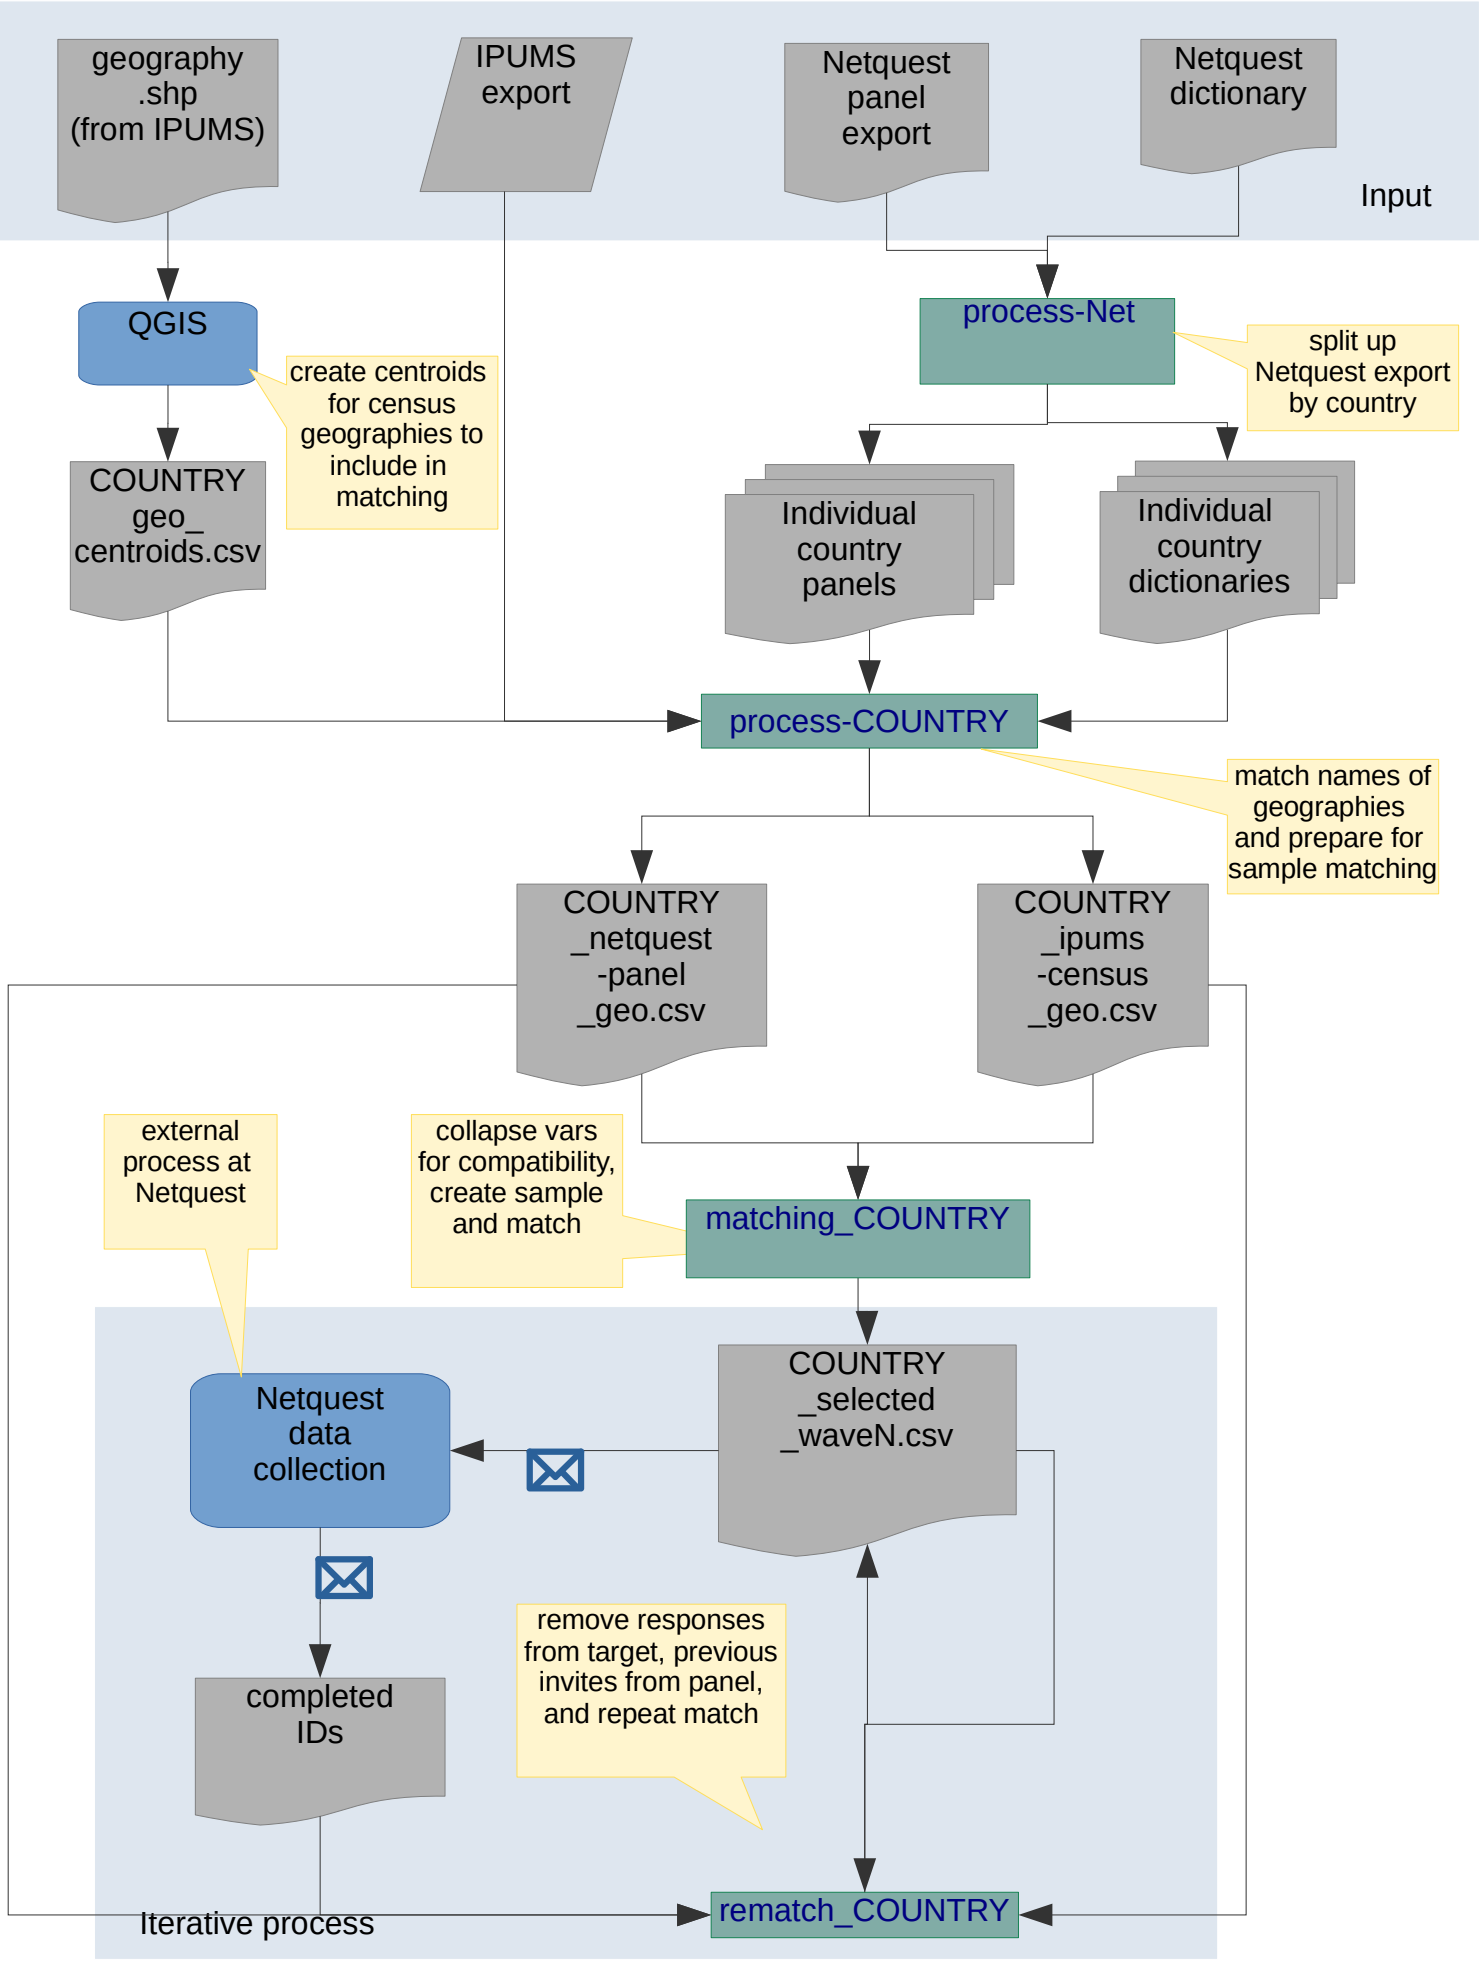 geography
.shp
(from IPUMS)
IPUMS
export
Netquest
panel
export
Netquest
dictionary
Input
QGIS
create centroids
for census
geographies to
include in
matching
process-Net
split up
Netquest export
by country
COUNTRY
geo_
centroids.csv
Individual
country
panels
Individual
country
dictionaries
process-COUNTRY
match names of
geographies
and prepare for
sample matching
COUNTRY
_netquest
-panel
_geo.csv
COUNTRY
_ipums
-census
_geo.csv
external
process at
Netquest
collapse vars
for compatibility,
create sample
and match
matching_COUNTRY
Netquest
data
collection
COUNTRY
_selected
_waveN.csv
remove responses
from target, previous
invites from panel,
and repeat match
completed
IDs
rematch_COUNTRY
Iterative process